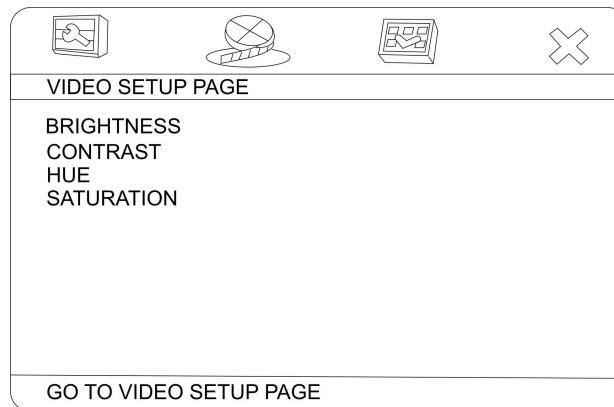 VIDEO SETUP PAGE
BRIGHTNESS
CONTRAST
HUE
SATURATION
GO TO VIDEO SETUP PAGE